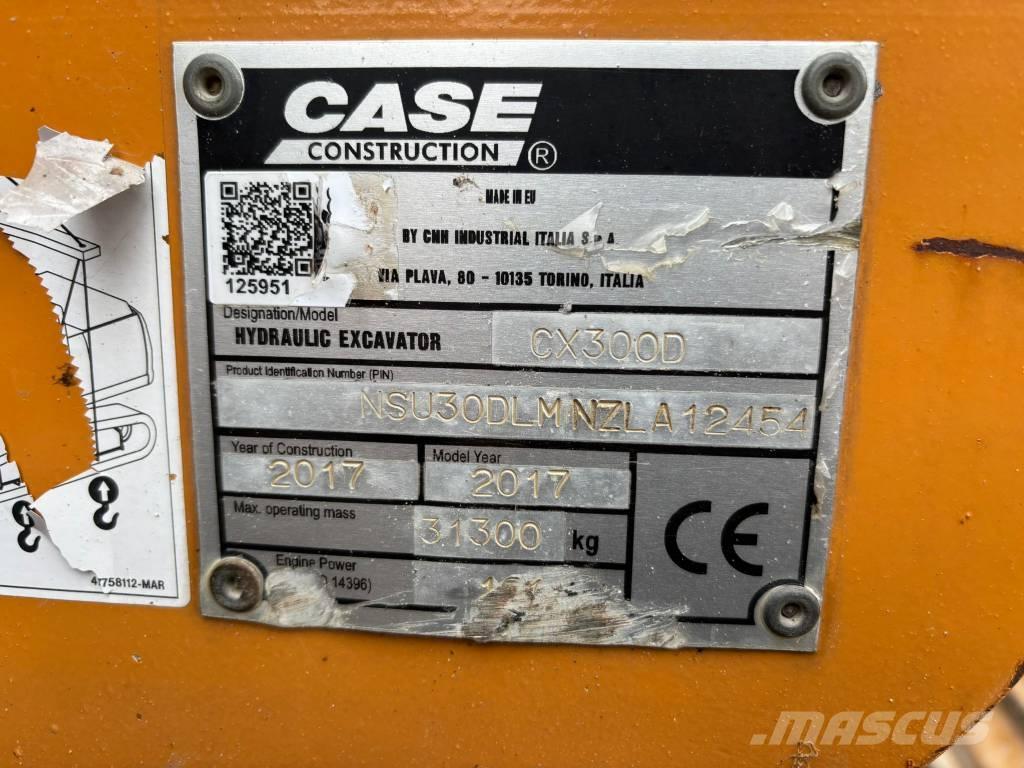 CASE
CONSTRUCTION ®
MADE IN EU
BY CNH INDUSTRIAL ITALIA S.p.A
VIA PLAVA, 80 - 10135 TORINO, ITALIA
125951
Designation/Model
HYDRAULIC EXCAVATOR CX300D
Product Identification Number (PIN)
NSU30DLMNZLA12454
Year of Construction Model Year
2017 2017
Max. operating mass
31300 kg
CE
Engine Power
14396)
47758112-MAR
MASCUS